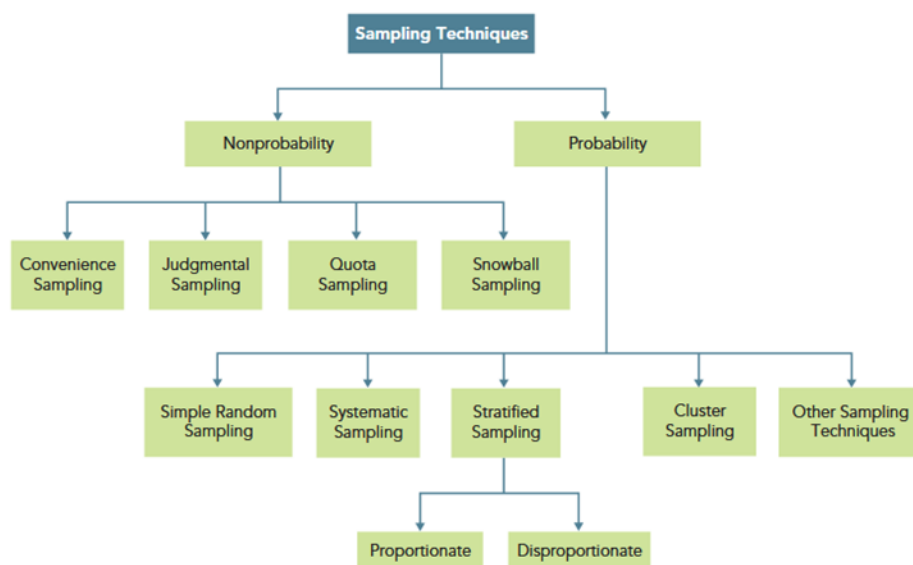 Sampling Techniques
Nonprobability
Probability
Convenience
Sampling
Judgmental
Sampling
Quota
Sampling
Snowball
Sampling
Simple Random
Sampling
Systematic
Sampling
Stratified
Sampling
Cluster
Sampling
Other Sampling
Techniques
Proportionate
Disproportionate